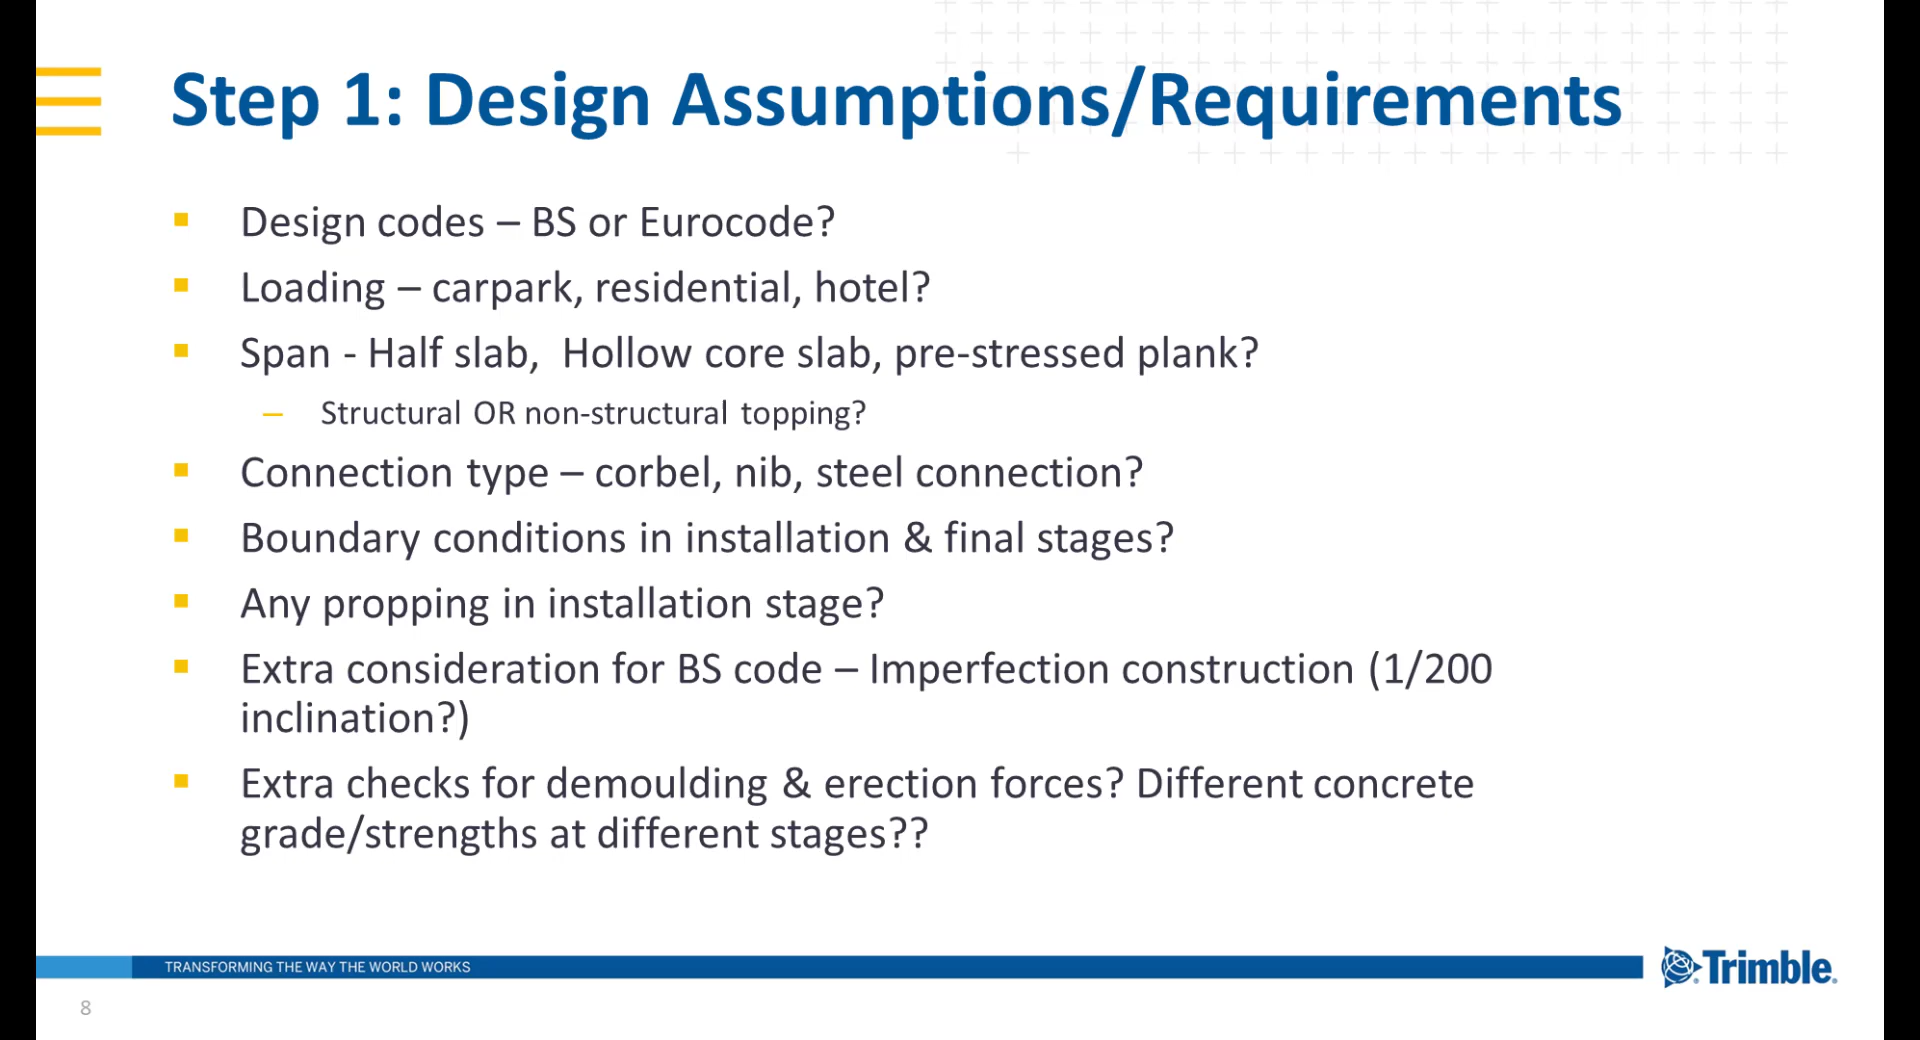 Step 1: Design Assumptions/Requirements
Design codes – BS or Eurocode?
Loading – carpark, residential, hotel?
Span - Half slab,  Hollow core slab, pre-stressed plank?
– Structural OR non-structural topping?
Connection type – corbel, nib, steel connection?
Boundary conditions in installation & final stages?
Any propping in installation stage?
Extra consideration for BS code – Imperfection construction (1/200
inclination?)
Extra checks for demoulding & erection forces? Different concrete
grade/strengths at different stages??
TRANSFORMING THE WAY THE WORLD WORKS
Trimble.
8